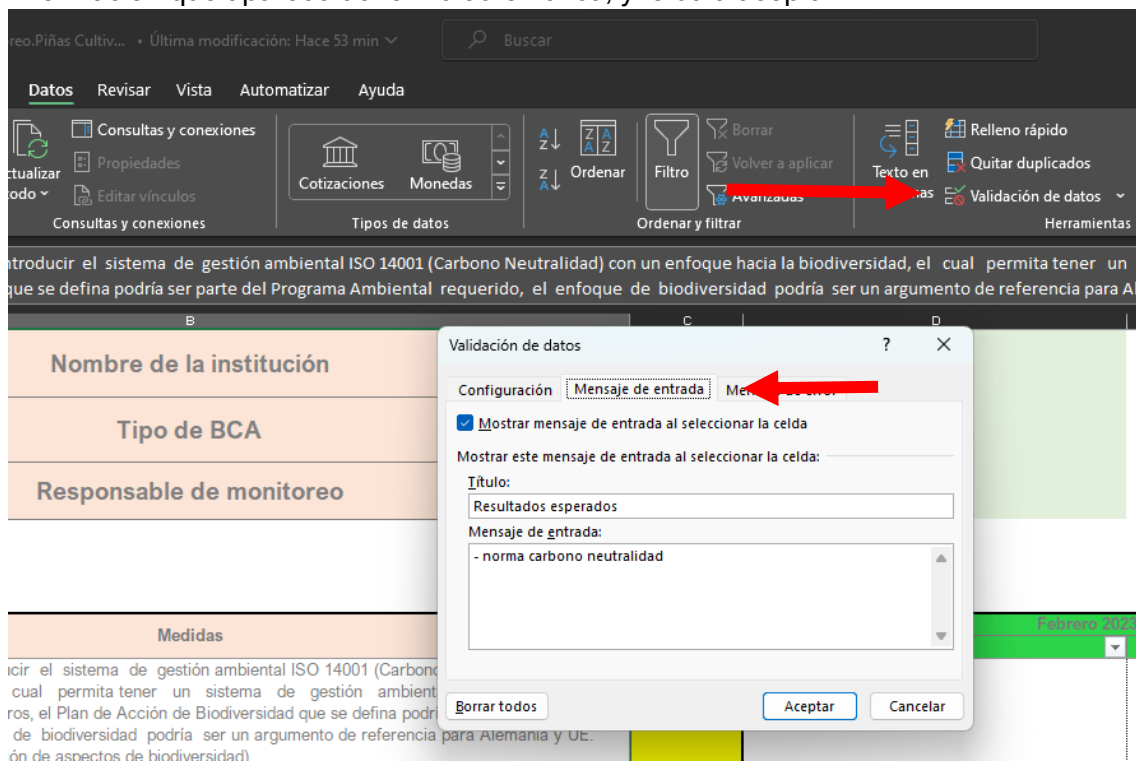 reo.Piñas Cultiv... • Última modificación: Hace 53 min
Buscar
Datos Revisar Vista Automatizar Ayuda
Consultas y conexiones
Propiedades
Editar vínculos
ctualizar
todo
Consultas y conexiones
Cotizaciones Monedas
Tipos de datos
Ordenar
Filtro
Borrar
Volver a aplicar
Avanzadas
Ordenar y filtrar
Texto en
nas
Relleno rápido
Quitar duplicados
Validación de datos
Herramientas
ntroducir el sistema de gestión ambiental ISO 14001 (Carbono Neutralidad) con un enfoque hacia la biodiversidad, el cual permita tener un
que se defina podría ser parte del Programa Ambiental requerido, el enfoque de biodiversidad podría ser un argumento de referencia para Al
B C D
Nombre de la institución
Tipo de BCA
Responsable de monitoreo
Validación de datos ? X
Configuración Mensaje de entrada
Mostrar mensaje de entrada al seleccionar la celda
Mostrar este mensaje de entrada al seleccionar la celda:
Título:
Resultados esperados
Mensaje de entrada:
- norma carbono neutralidad
Borrar todos Aceptar Cancelar
Medidas
Febrero 2023
ucir el sistema de gestión ambiental ISO 14001 (Carbono
cual permita tener un sistema de gestión ambient
ros, el Plan de Acción de Biodiversidad que se defina podrí
de biodiversidad podría ser un argumento de referencia para Alemania y UE.
ón de aspectos de biodiversidad)